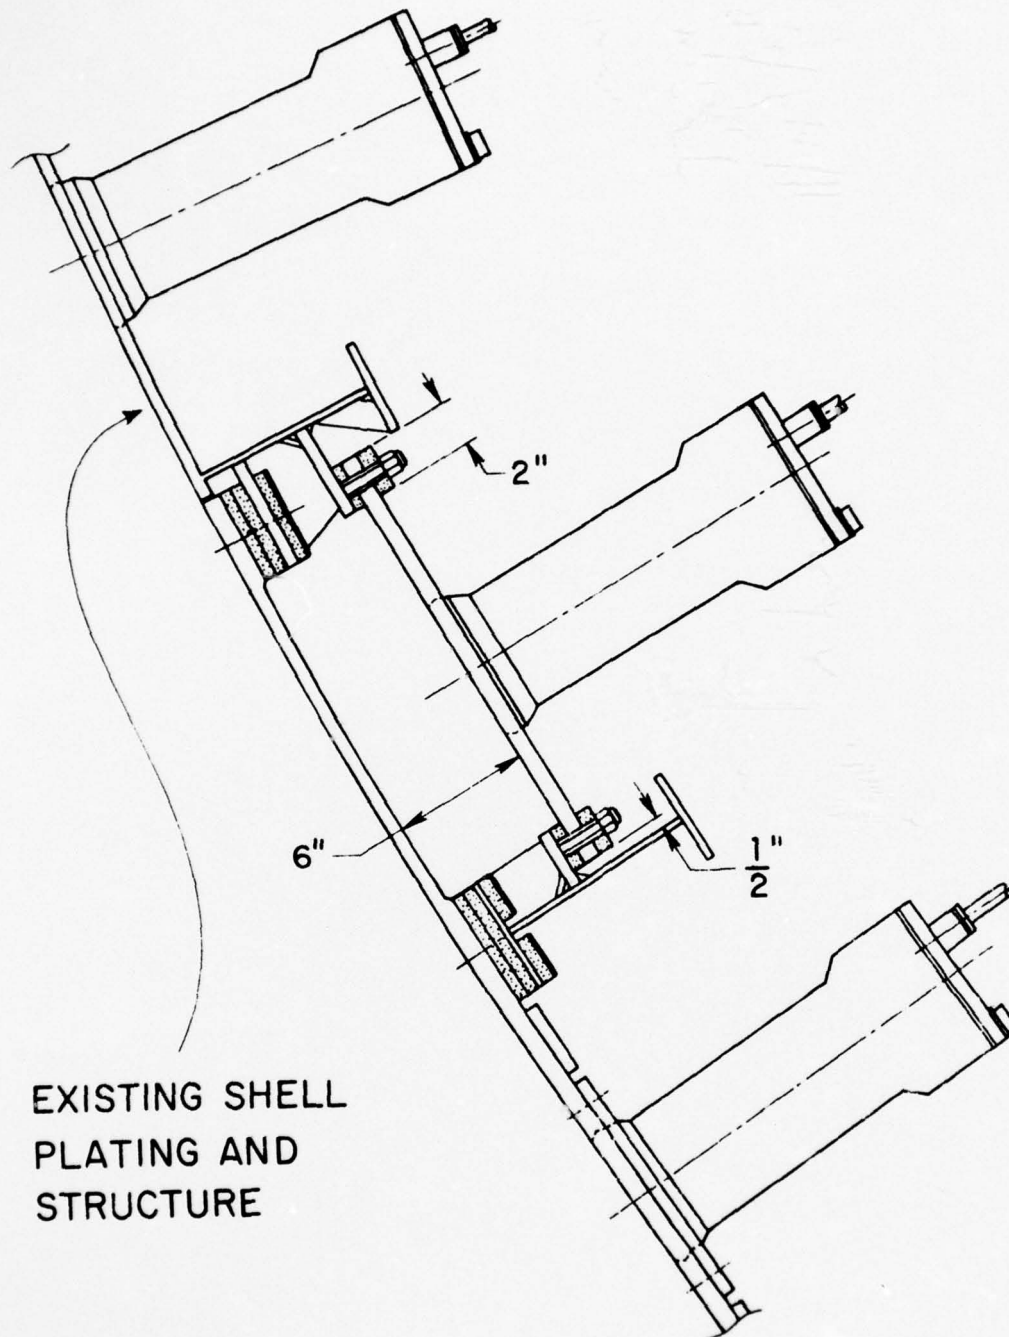 2"
6"
1/2"
EXISTING SHELL
PLATING AND
STRUCTURE